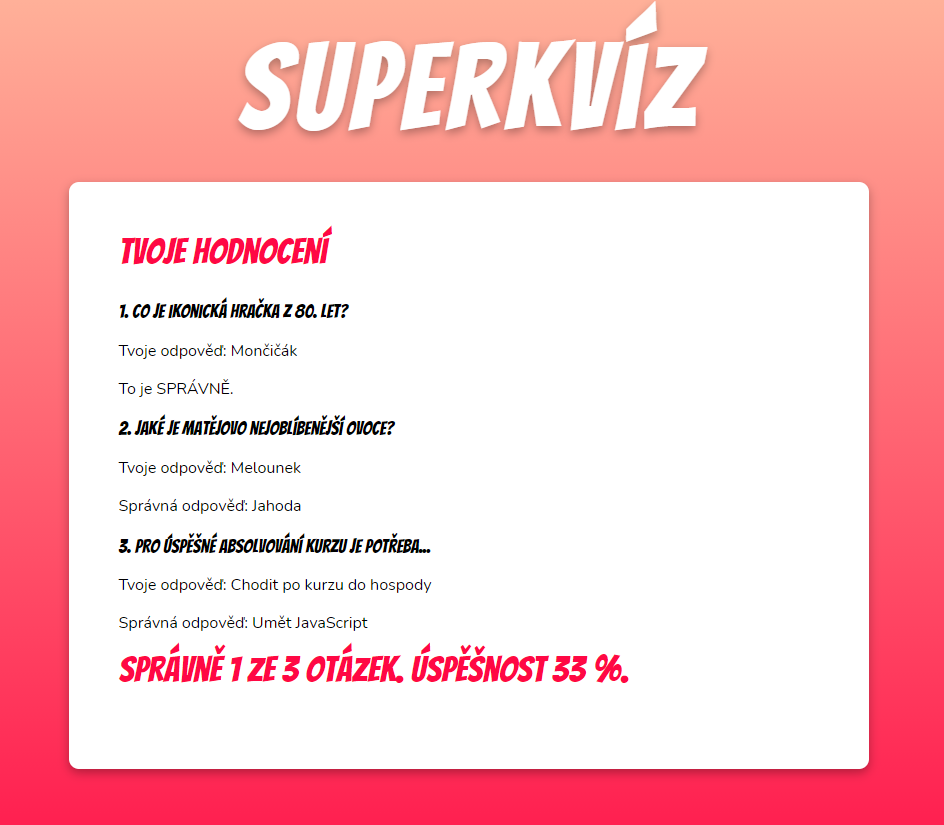 SUPERKVÍZ
TVOJE HODNOCENÍ
1. CO JE IKONICKÁ HRAČKA Z 80. LET?
Tvoje odpověď: Mončičák
To je SPRÁVNĚ.
2. JAKÉ JE MATĚJOVO NEJOBLÍBENĚJŠÍ OVOCE?
Tvoje odpověď: Melounek
Správná odpověď: Jahoda
3. PRO ÚSPĚŠNÉ ABSOLVOVÁNÍ KURZU JE POTŘEBA...
Tvoje odpověď: Chodit po kurzu do hospody
Správná odpověď: Umět JavaScript
SPRÁVNĚ 1 ZE 3 OTÁZEK. ÚSPĚŠNOST 33 %.